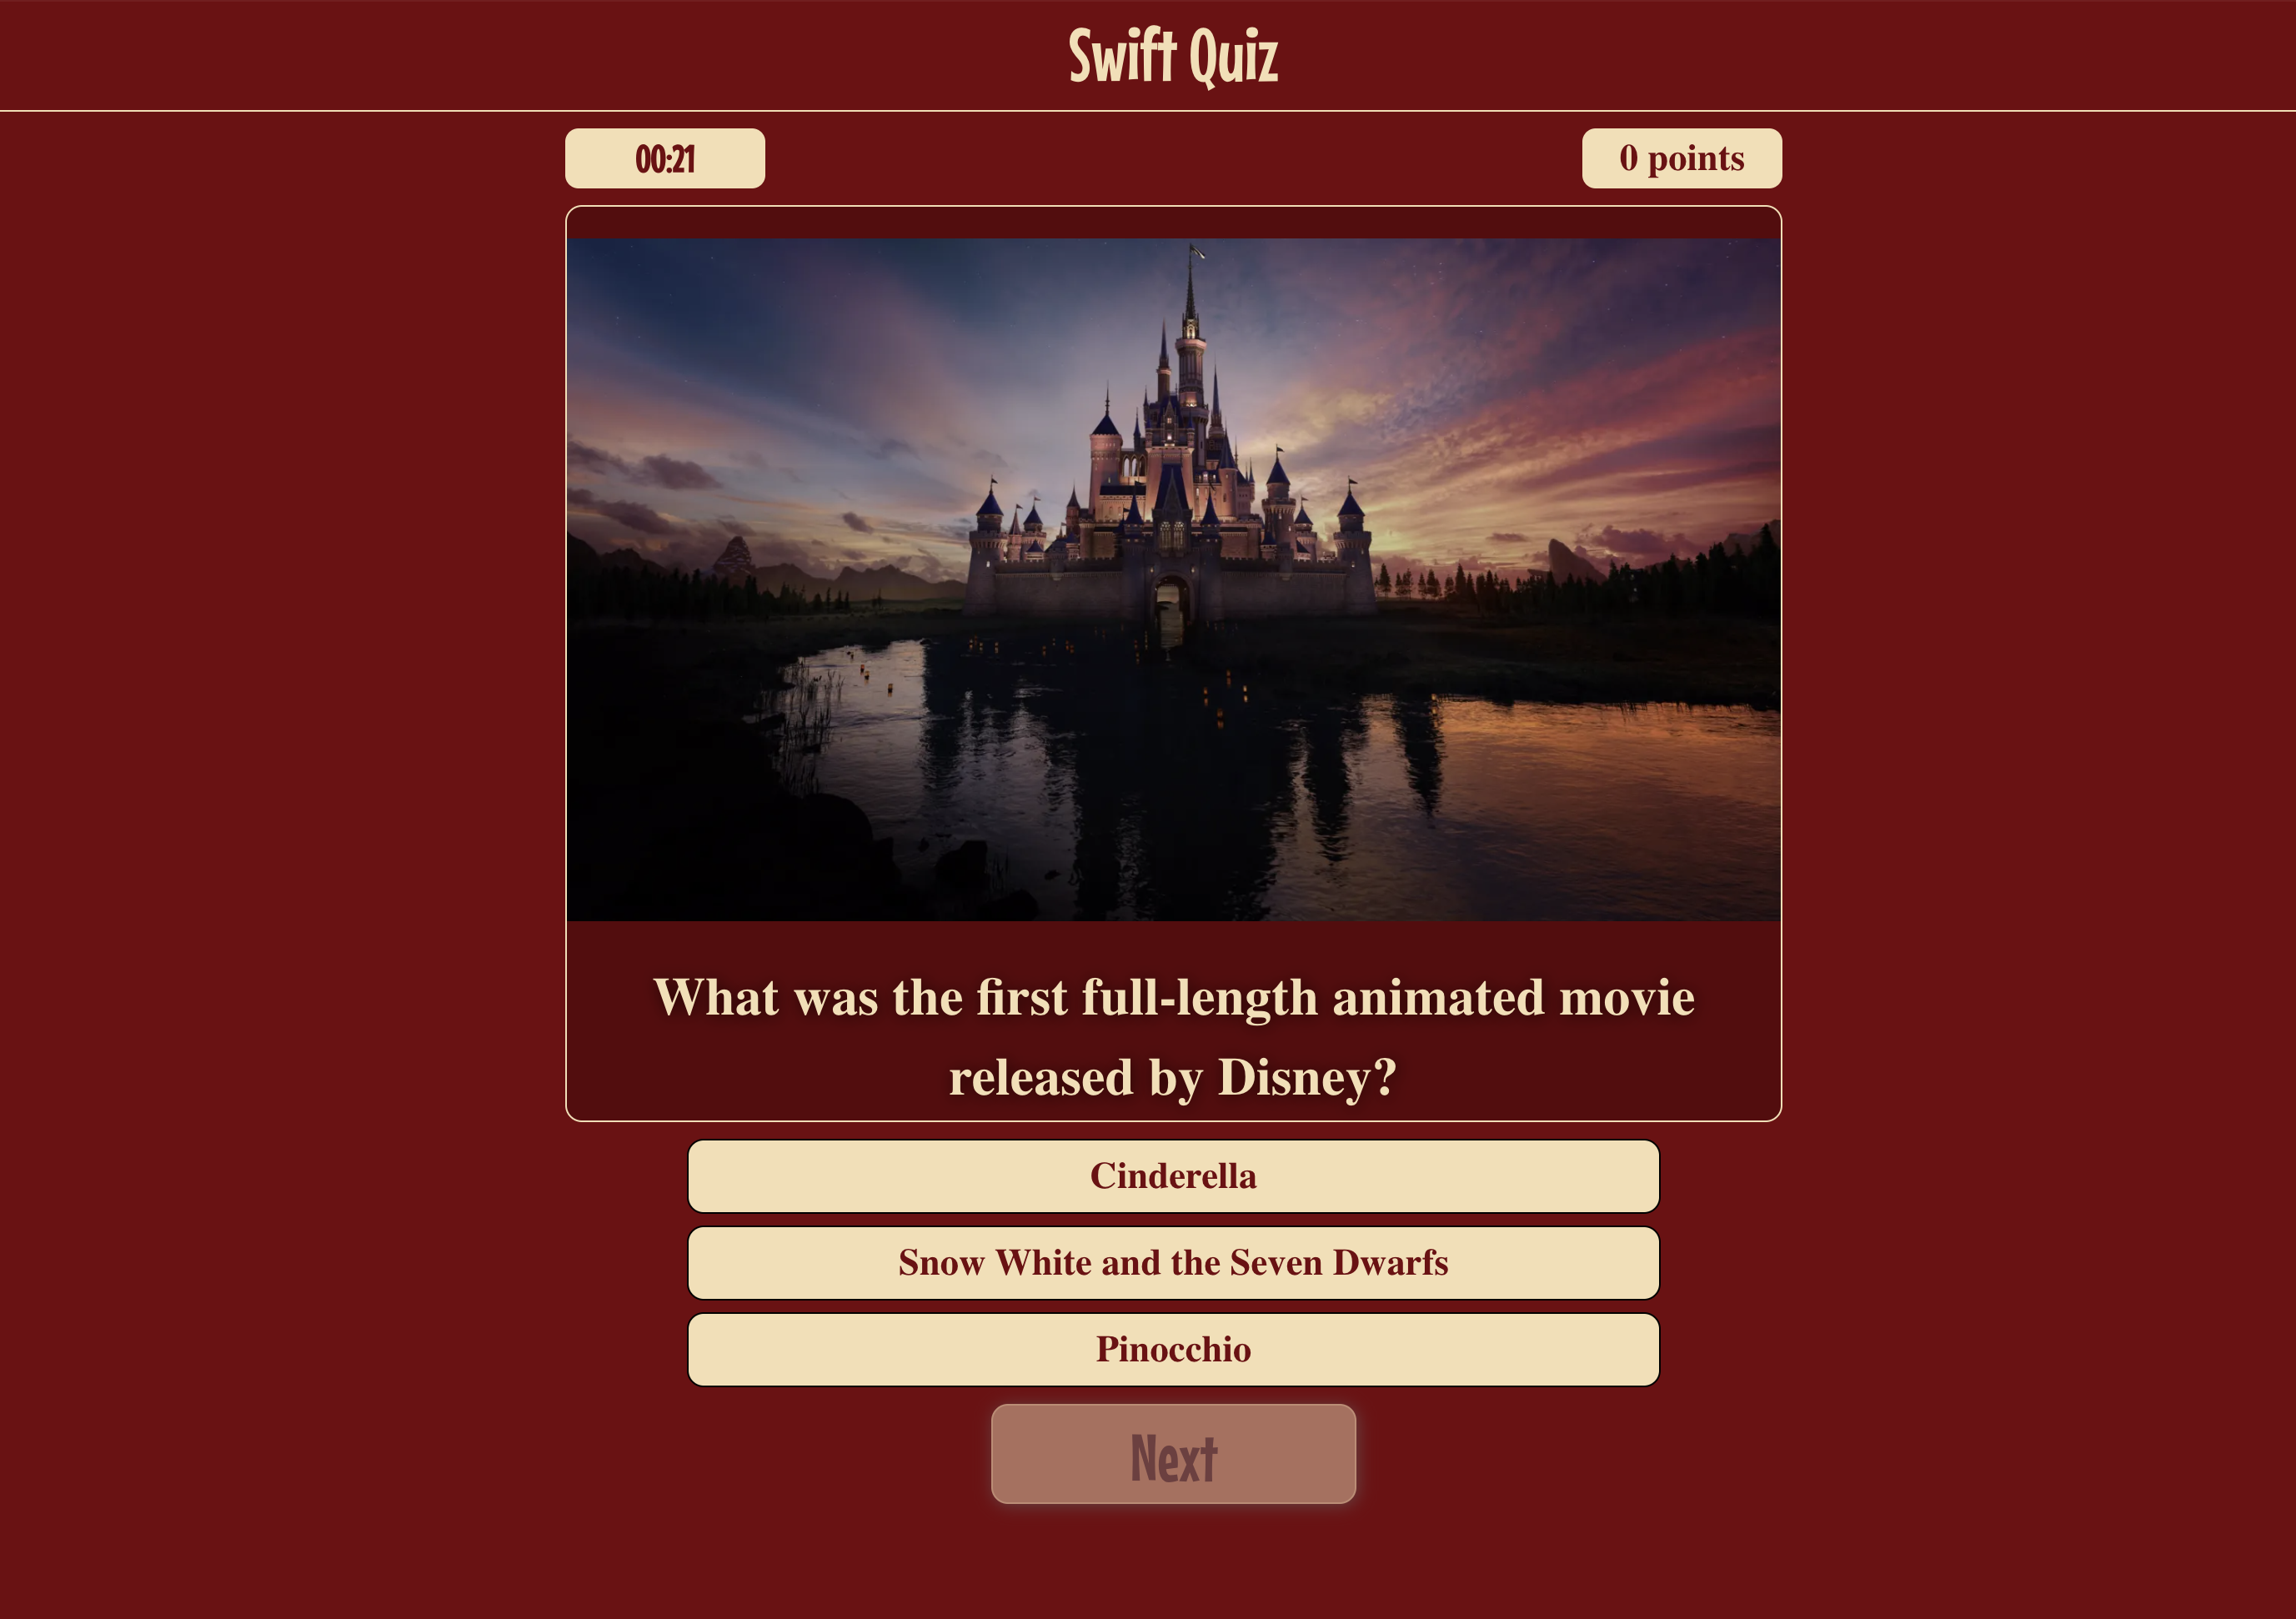 Swift Quiz
00:21
0 points
What was the first full-length animated movie
released by Disney?
Cinderella
Snow White and the Seven Dwarfs
Pinocchio
Next